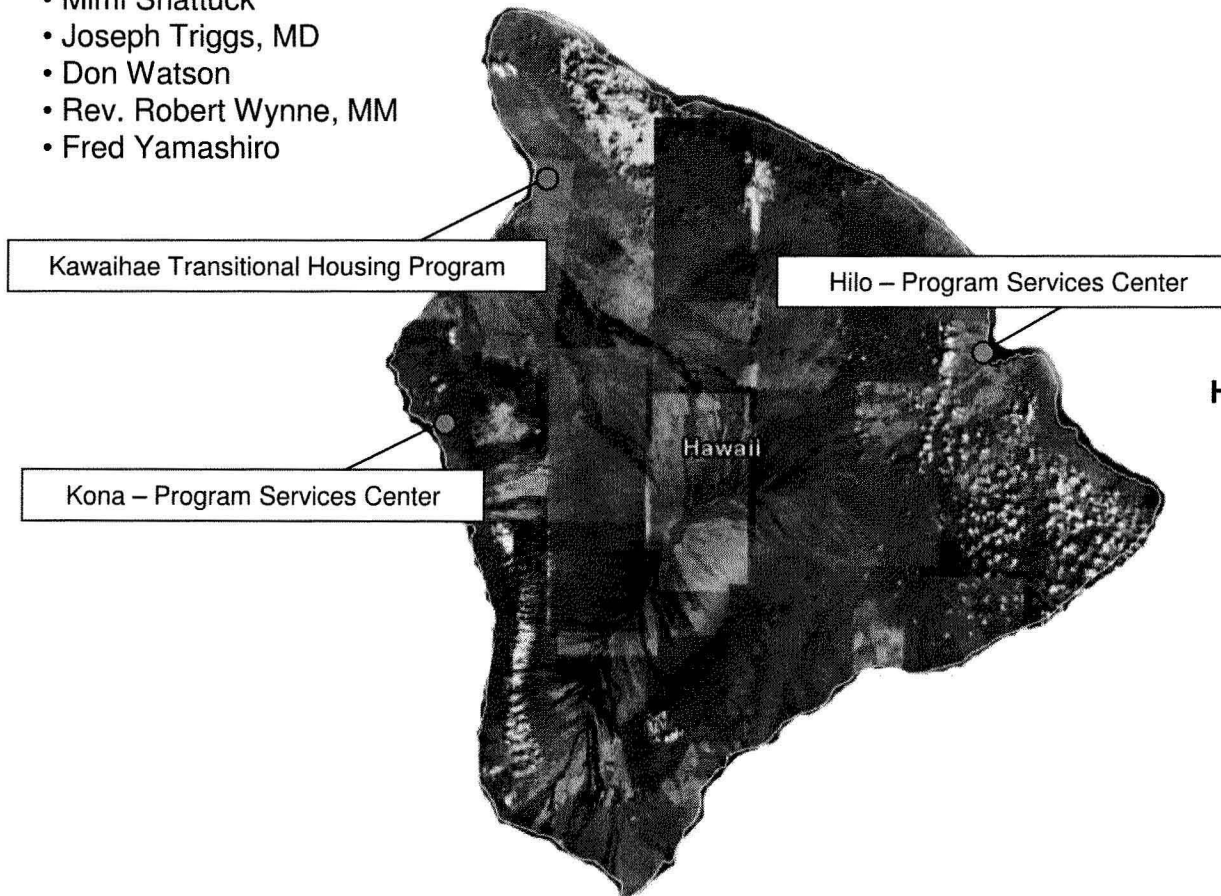 • Mimi Shattuck
• Joseph Triggs, MD
• Don Watson
• Rev. Robert Wynne, MM
• Fred Yamashiro
Kawaihae Transitional Housing Program
Hilo – Program Services Center
H
Hawaii
Kona – Program Services Center